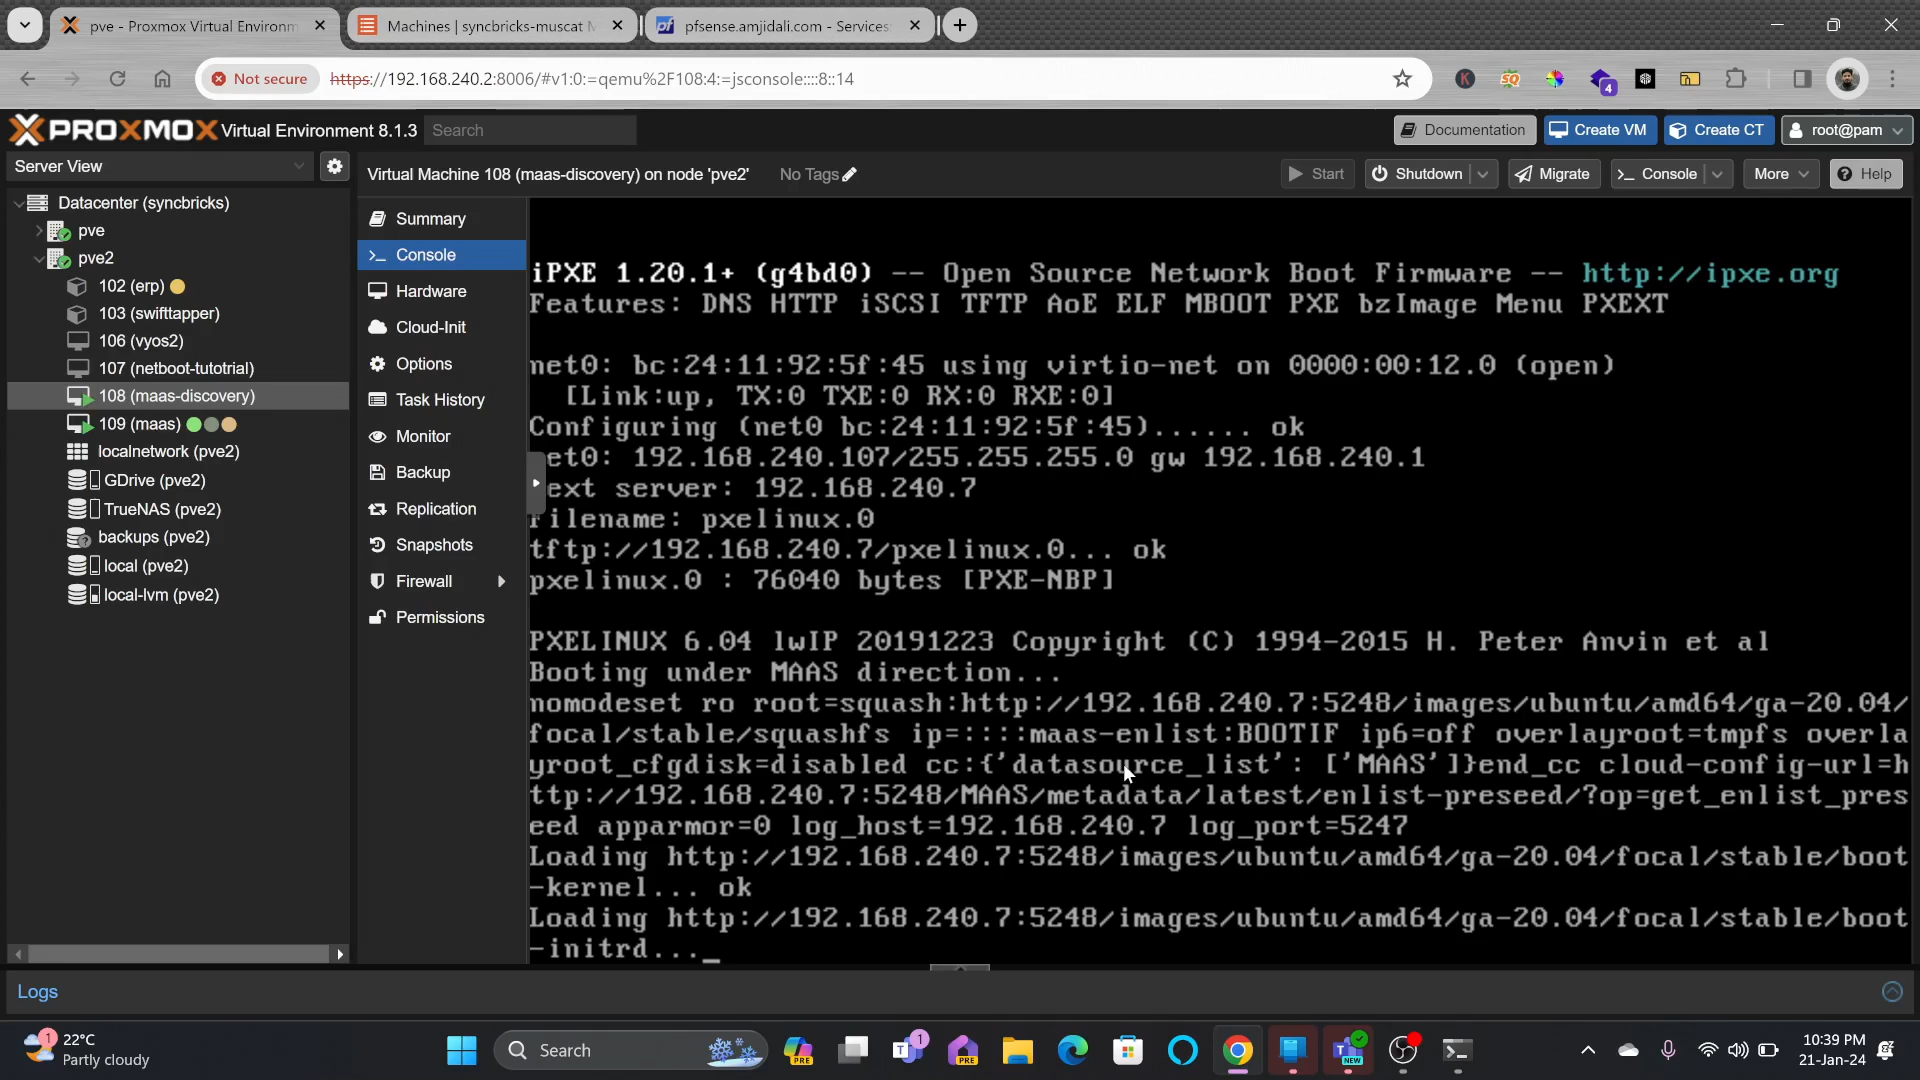 pve - Proxmox Virtual Environm
Machines | syncbricks-muscat M
pfsense.amjidali.com - Services
Not secure
https://192.168.240.2:8006/#v1:0:=qemu%2F108:4:=jsconsole::::8::14
4
PROXMOX Virtual Environment 8.1.3
Search
Documentation
Create VM
Create CT
root@pam
Server View
Virtual Machine 108 (maas-discovery) on node 'pve2'
No Tags
Start
Shutdown
Migrate
Console
More
Help
Datacenter (syncbricks)
pve
pve2
102 (erp)
103 (swifttapper)
106 (vyos2)
107 (netboot-tutotrial)
108 (maas-discovery)
109 (maas)
localnetwork (pve2)
GDrive (pve2)
TrueNAS (pve2)
backups (pve2)
local (pve2)
local-lvm (pve2)
Summary
Console
Hardware
Cloud-Init
Options
Task History
Monitor
Backup
Replication
Snapshots
Firewall
Permissions
iPXE 1.20.1+ (g4bd0) -- Open Source Network Boot Firmware -- http://ipxe.org
Features: DNS HTTP iSCSI TFTP AoE ELF MBOOT PXE bzImage Menu PXEXT
net0: bc:24:11:92:5f:45 using virtio-net on 0000:00:12.0 (open)
[Link:up, TX:0 TXE:0 RX:0 RXE:0]
Configuring (net0 bc:24:11:92:5f:45)...... ok
et0: 192.168.240.107/255.255.255.0 gw 192.168.240.1
ext server: 192.168.240.7
Filename: pxelinux.0
tftp://192.168.240.7/pxelinux.0... ok
pxelinux.0 : 76040 bytes [PXE-NBP]
PXELINUX 6.04 lwIP 20191223 Copyright (C) 1994-2015 H. Peter Anvin et al
Booting under MAAS direction...
nomodeset ro root=squash:http://192.168.240.7:5248/images/ubuntu/amd64/ga-20.04/
focal/stable/squashfs ip=::::maas-enlist:BOOTIF ip6=off overlayroot=tmpfs overla
yroot_cfgdisk=disabled cc:{'datasource_list': ['MAAS']}end_cc cloud-config-url=h
ttp://192.168.240.7:5248/MAAS/metadata/latest/enlist-preseed/?op=get_enlist_pres
eed apparmor=0 log_host=192.168.240.7 log_port=5247
Loading http://192.168.240.7:5248/images/ubuntu/amd64/ga-20.04/focal/stable/boot
-kernel... ok
Loading http://192.168.240.7:5248/images/ubuntu/amd64/ga-20.04/focal/stable/boot
-initrd..._
Logs
1
22°C
Partly cloudy
Search
PRE
1
PRE
NEW
10:39 PM
21-Jan-24